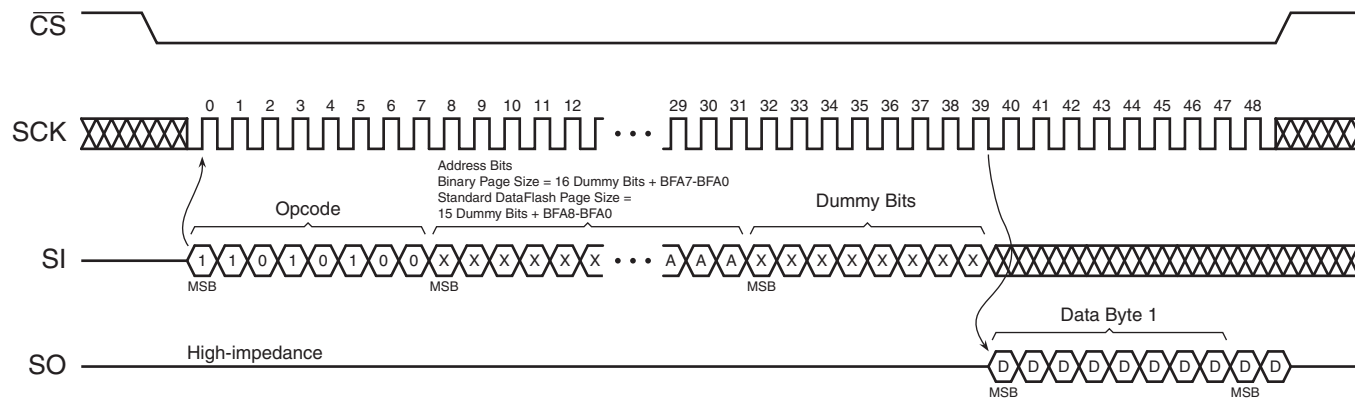 CS
SCK
0 1 2 3 4 5 6 7 8 9 10 11 12 29 30 31 32 33 34 35 36 37 38 39 40 41 42 43 44 45 46 47 48
Address Bits
Binary Page Size = 16 Dummy Bits + BFA7-BFA0
Standard DataFlash Page Size =
15 Dummy Bits + BFA8-BFA0
Opcode
Dummy Bits
SI
1 1 0 1 0 1 0 0 X X X X X X A A A X X X X X X X X
MSB MSB MSB
Data Byte 1
High-impedance
SO
D D D D D D D D D D
MSB MSB